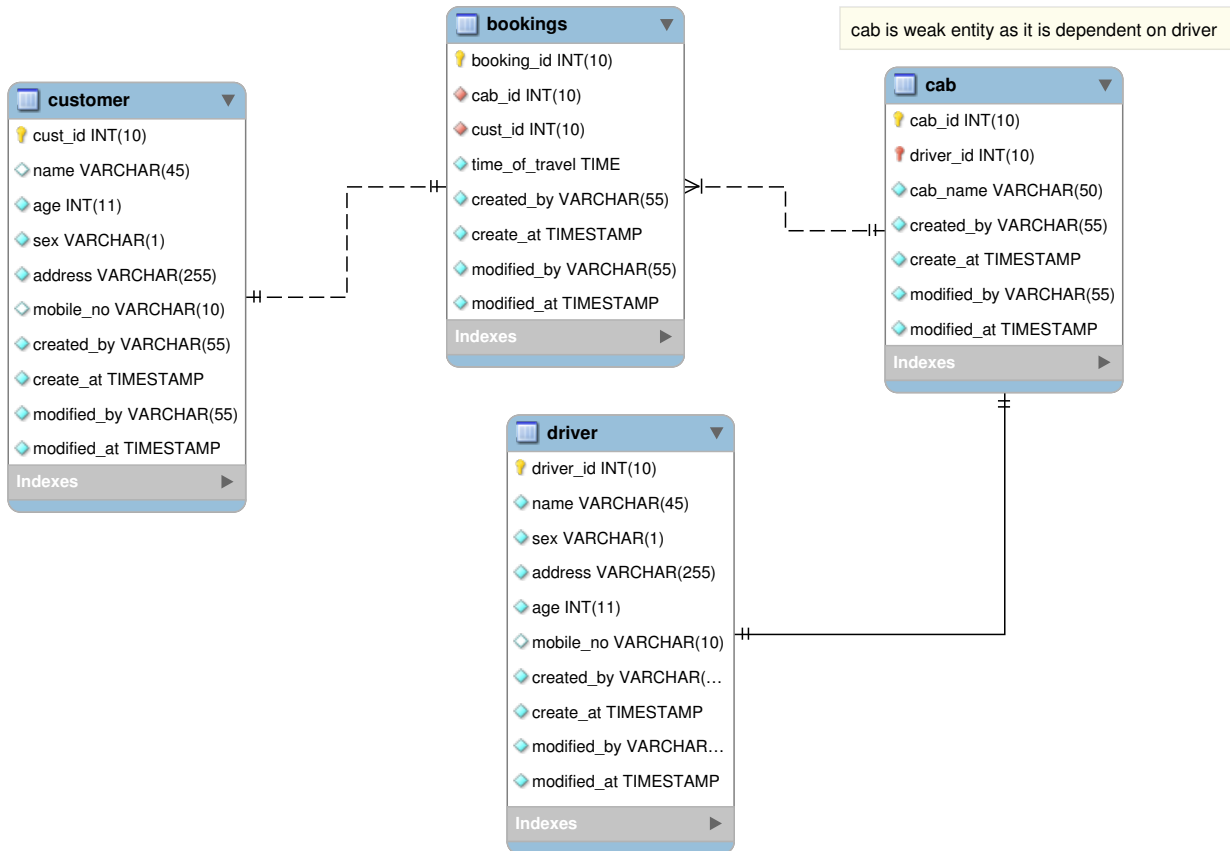 cab is weak entity as it is dependent on driver
customer
cust_id INT(10)
name VARCHAR(45)
age INT(11)
sex VARCHAR(1)
address VARCHAR(255)
mobile_no VARCHAR(10)
created_by VARCHAR(55)
create_at TIMESTAMP
modified_by VARCHAR(55)
modified_at TIMESTAMP
Indexes
bookings
booking_id INT(10)
cab_id INT(10)
cust_id INT(10)
time_of_travel TIME
created_by VARCHAR(55)
create_at TIMESTAMP
modified_by VARCHAR(55)
modified_at TIMESTAMP
Indexes
cab
cab_id INT(10)
driver_id INT(10)
cab_name VARCHAR(50)
created_by VARCHAR(55)
create_at TIMESTAMP
modified_by VARCHAR(55)
modified_at TIMESTAMP
Indexes
driver
driver_id INT(10)
name VARCHAR(45)
sex VARCHAR(1)
address VARCHAR(255)
age INT(11)
mobile_no VARCHAR(10)
created_by VARCHAR(…
create_at TIMESTAMP
modified_by VARCHAR…
modified_at TIMESTAMP
Indexes